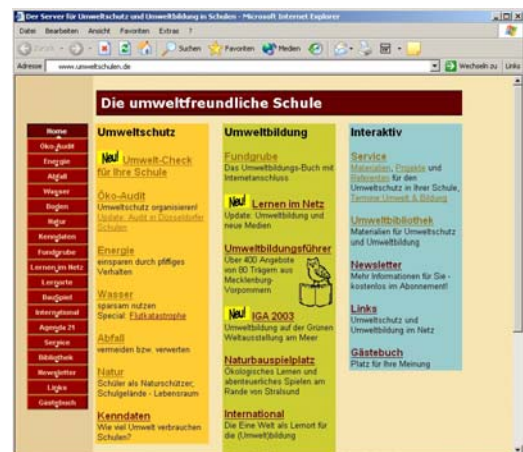 Der Server für Umweltschutz und Umweltbildung in Schulen - Microsoft Internet Explorer
Datei Bearbeiten Ansicht Favoriten Extras ?
Zurück Suchen Favoriten Medien
Adresse www.umweltschulen.de Wechseln zu Links
Die umweltfreundliche Schule
Home
Öko-Audit
Energie
Abfall
Wasser
Boden
Natur
Kenndaten
Fundgrube
Lernen im Netz
Lernorte
BauSpiel
International
Agenda 21
Service
Bibliothek
Newsletter
Links
Gästebuch
Umweltschutz
Neu! Umwelt-Check
für Ihre Schule
Öko-Audit
Umweltschutz organisieren!
Update: Audit in Düsseldorfer
Schulen
Energie
einsparen durch pfiffiges
Verhalten
Wasser
sparsam nutzen
Special: Flutkatastrophe
Abfall
vermeiden bzw. verwerten
Natur
Schüler als Naturschützer,
Schulgelände - Lebensraum
Kenndaten
Wie viel Umwelt verbrauchen
Schulen?
Umweltbildung
Fundgrube
Das Umweltbildungs-Buch mit
Internetanschluss
Neu! Lernen im Netz
Update: Umweltbildung und
neue Medien
Umweltbildungsführer
Über 400 Angebote
von 80 Trägern aus
Mecklenburg-
Vorpommern
Neu! IGA 2003
Umweltbildung auf der Grünen
Weltausstellung am Meer
Naturbauspielplatz
Ökologisches Lernen und
abenteuerliches Spielen am
Rande von Stralsund
International
Die Eine Welt als Lernort für
die (Umwelt)bildung
Interaktiv
Service
Materialien, Projekte und
Referenten für den
Umweltschutz in Ihrer Schule,
Termine Umwelt & Bildung
Umweltbibliothek
Materialien für Umweltschutz
und Umweltbildung
Newsletter
Mehr Informationen für Sie -
kostenlos im Abonnement!
Links
Umweltschutz und
Umweltbildung im Netz
Gästebuch
Platz für Ihre Meinung